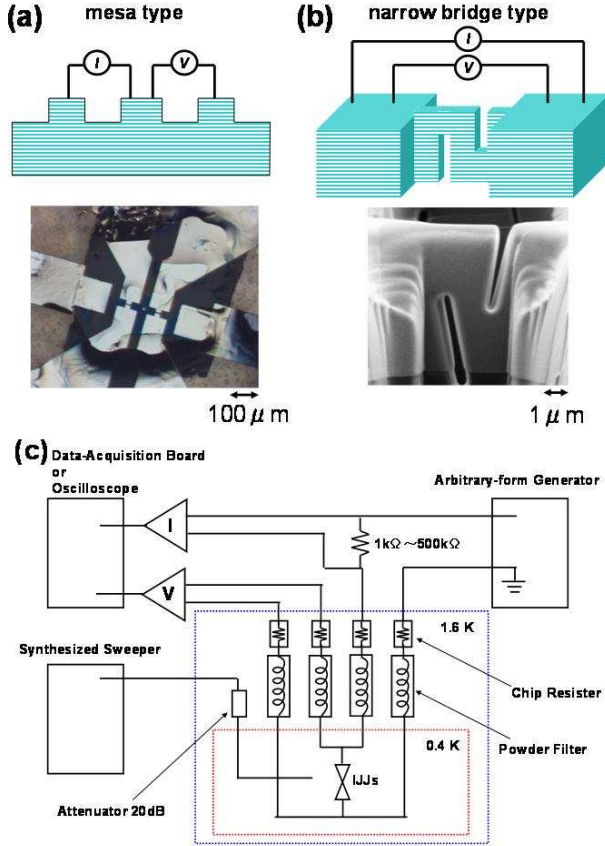 (a)
mesa type
I
V
100 μ m
(b)
narrow bridge type
I
V
1 μ m
(c)
Data-Acquisition Board
or
Oscilloscope
Arbitrary-form Generator
I
1kΩ ~500kΩ
V
1.6 K
Synthesized Sweeper
Chip Resister
Powder Filter
0.4 K
IJJs
Attenuator 20dB